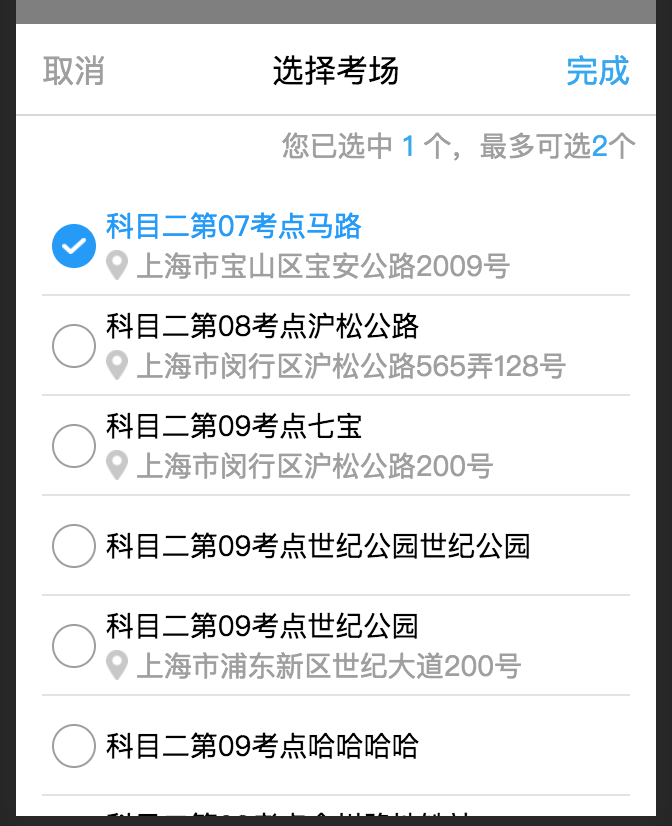 取消
选择考场
完成
您已选中 1 个，最多可选2个
科目二第07考点马路
上海市宝山区宝安公路2009号
科目二第08考点沪松公路
上海市闵行区沪松公路565弄128号
科目二第09考点七宝
上海市闵行区沪松公路200号
科目二第09考点世纪公园世纪公园
科目二第09考点世纪公园
上海市浦东新区世纪大道200号
科目二第09考点哈哈哈哈